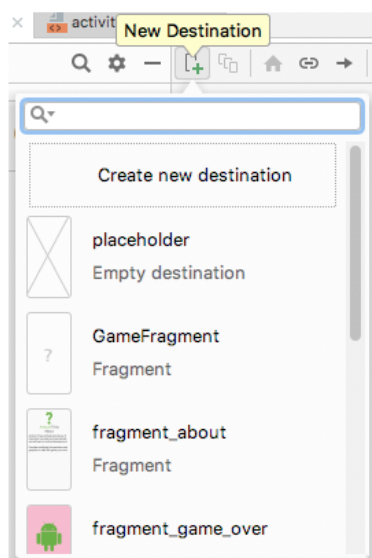 activit
New Destination
Create new destination
placeholder
Empty destination
GameFragment
Fragment
?
fragment_about
Fragment
fragment_game_over